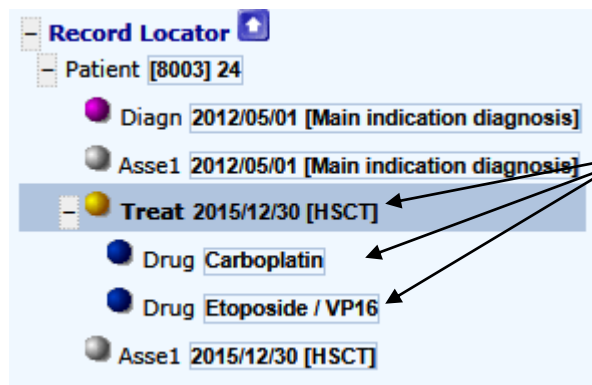 Record Locator
Patient [8003] 24
Diagn 2012/05/01 [Main indication diagnosis]
Asse1 2012/05/01 [Main indication diagnosis]
Treat 2015/12/30 [HSCT]
Drug Carboplatin
Drug Etoposide / VP16
Asse1 2015/12/30 [HSCT]